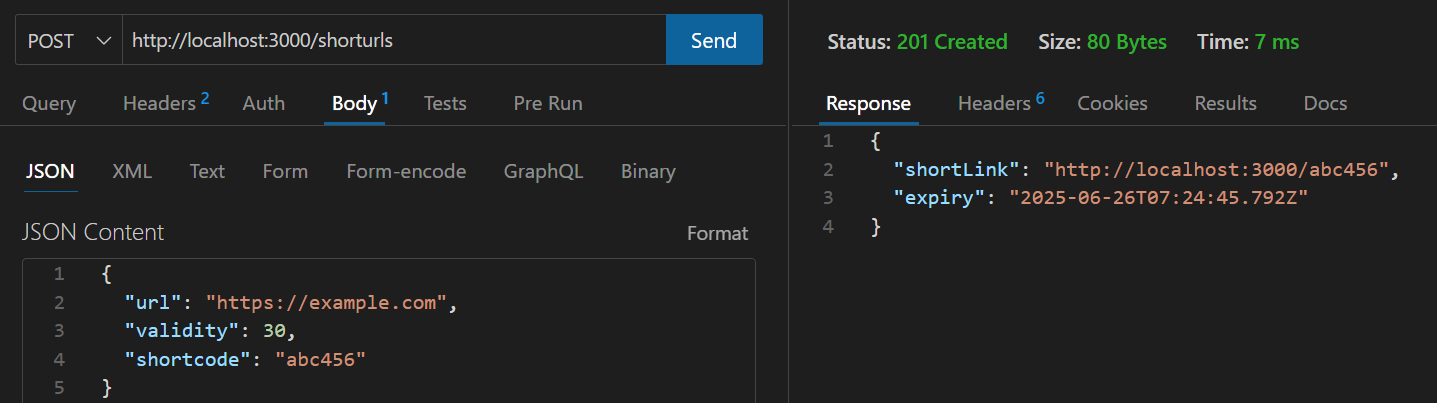 POST http://localhost:3000/shorturls Send
Query Headers 2 Auth Body 1 Tests Pre Run
JSON XML Text Form Form-encode GraphQL Binary
JSON Content Format
1 {
2 "url": "https://example.com",
3 "validity": 30,
4 "shortcode": "abc456"
5 }
Status: 201 Created Size: 80 Bytes Time: 7 ms
Response Headers 6 Cookies Results Docs
1 {
2 "shortLink": "http://localhost:3000/abc456",
3 "expiry": "2025-06-26T07:24:45.792Z"
4 }